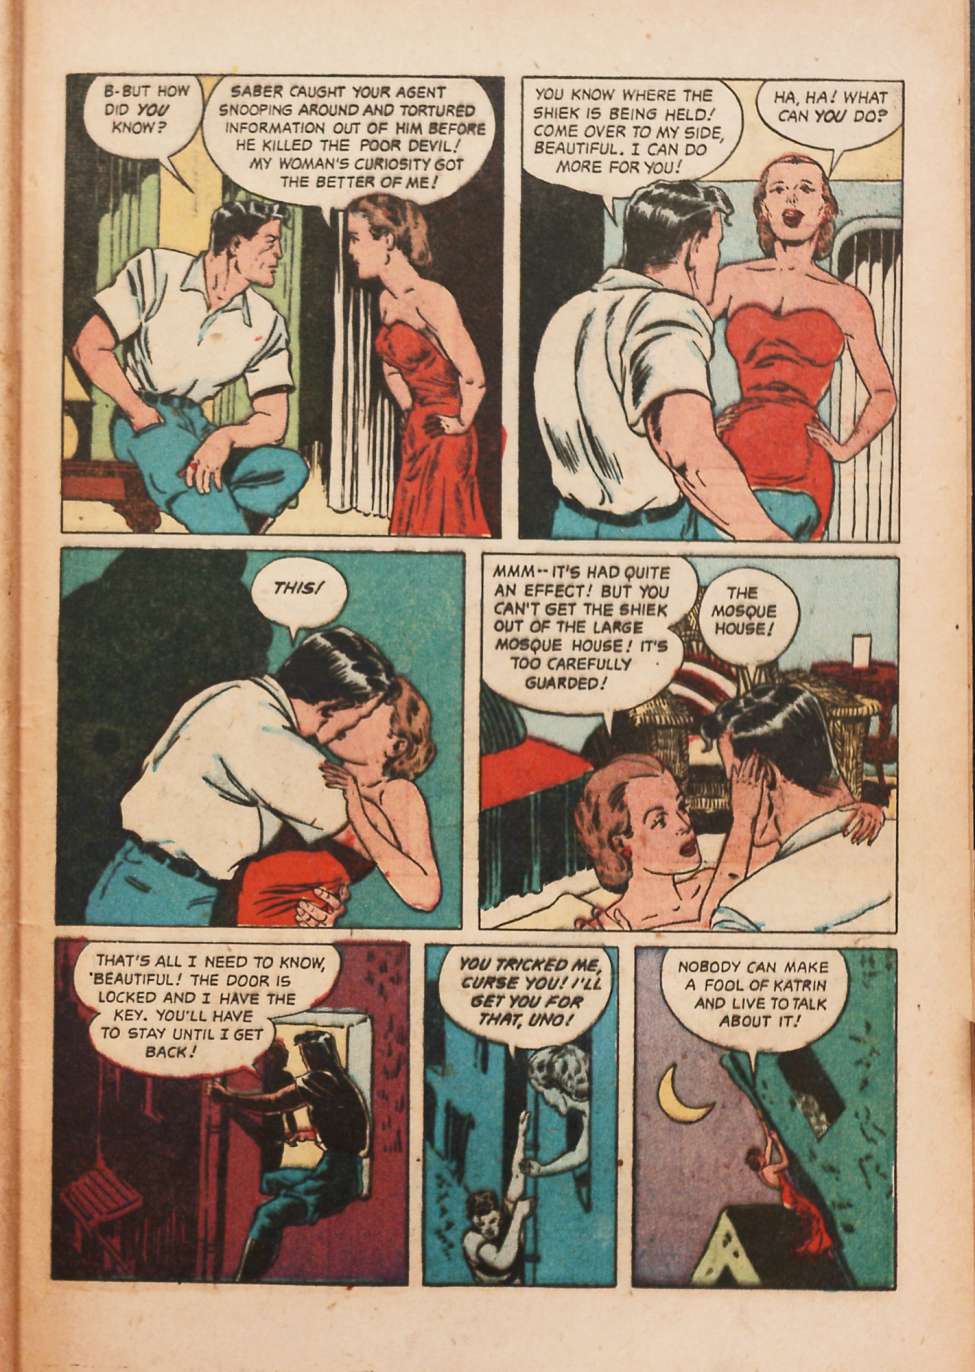 B-BUT HOW
DID YOU
KNOW?
SABER CAUGHT YOUR AGENT
SNOOPING AROUND AND TORTURED
INFORMATION OUT OF HIM BEFORE
HE KILLED THE POOR DEVIL!
MY WOMAN'S CURIOSITY GOT
THE BETTER OF ME!
YOU KNOW WHERE THE
SHIEK IS BEING HELD!
COME OVER TO MY SIDE,
BEAUTIFUL. I CAN DO
MORE FOR YOU!
HA, HA! WHAT
CAN YOU DO?
THIS!
MMM--IT'S HAD QUITE
AN EFFECT! BUT YOU
CAN'T GET THE SHIEK
OUT OF THE LARGE
MOSQUE HOUSE! IT'S
TOO CAREFULLY
GUARDED!
THE
MOSQUE
HOUSE!
THAT'S ALL I NEED TO KNOW,
BEAUTIFUL! THE DOOR IS
LOCKED AND I HAVE THE
KEY. YOU'LL HAVE
TO STAY UNTIL I GET
BACK!
YOU TRICKED ME,
CURSE YOU! I'LL
GET YOU FOR
THAT, UNO!
NOBODY CAN MAKE
A FOOL OF KATRIN
AND LIVE TO TALK
ABOUT IT!